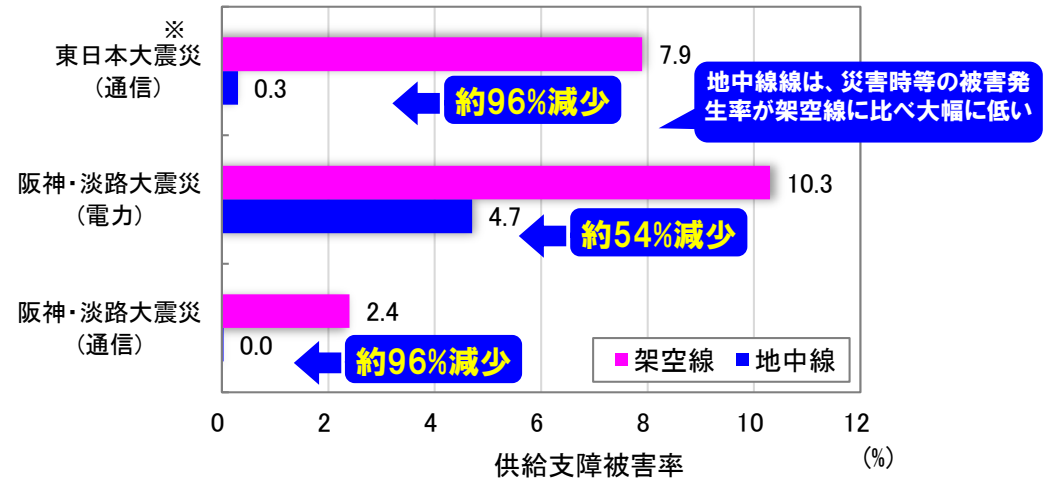 ※
東日本大震災
(通信)
7.9
0.3
約96%減少
地中線線は、災害時等の被害発
生率が架空線に比べ大幅に低い
阪神・淡路大震災
(電力)
10.3
4.7
約54%減少
阪神・淡路大震災
(通信)
2.4
0.0
約96%減少
架空線 地中線
0 2 4 6 8 10 12
供給支障被害率
(%)